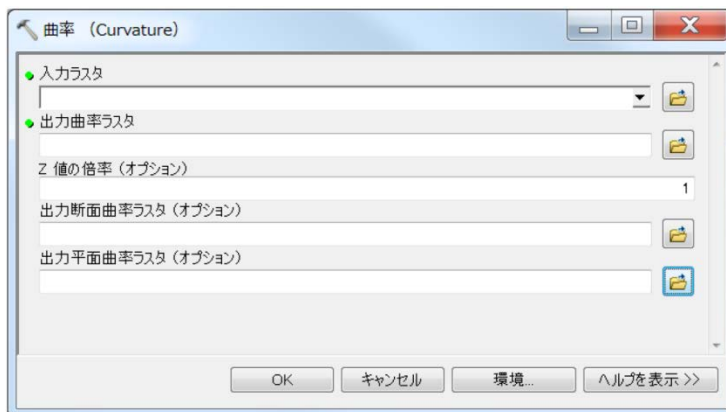 曲率 （Curvature）
入力ラスタ
出力曲率ラスタ
Z 値の倍率 (オプション)
1
出力断面曲率ラスタ (オプション)
出力平面曲率ラスタ (オプション)
OK
キャンセル
環境...
ヘルプを表示 >>